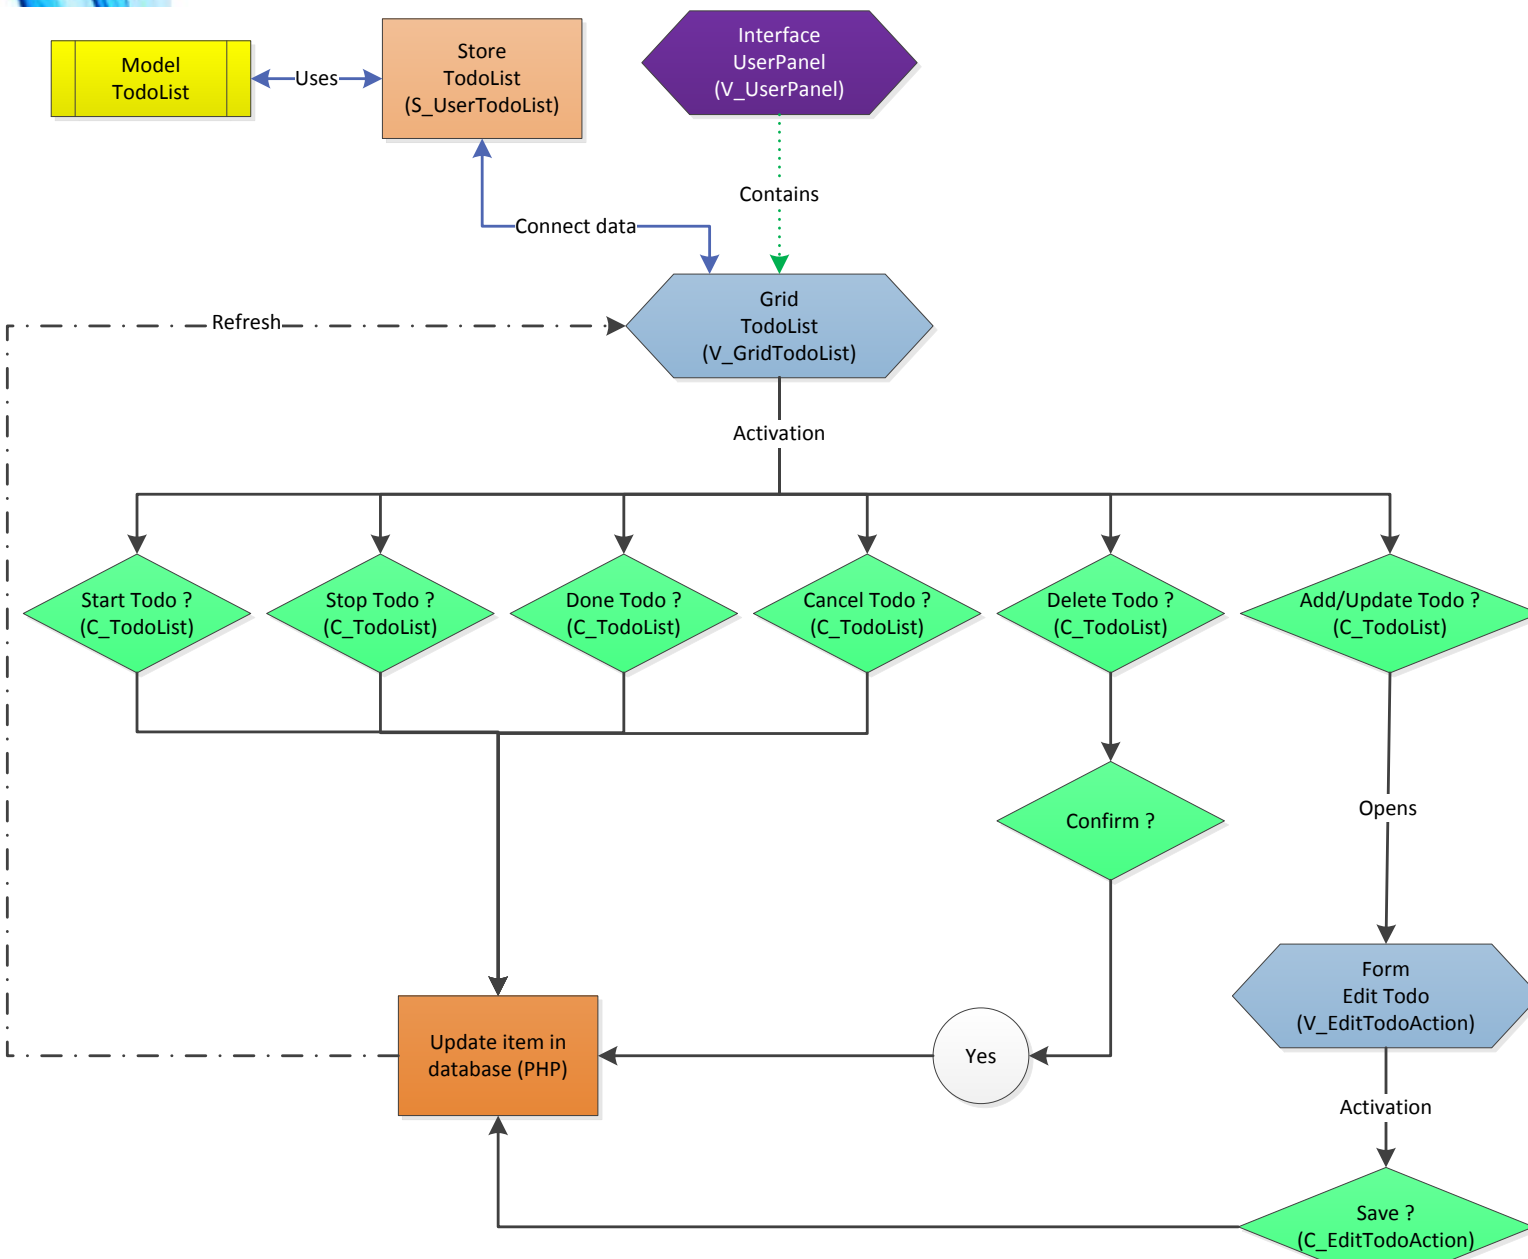 Model
TodoList
Uses
Store
TodoList
(S_UserTodoList)
Interface
UserPanel
(V_UserPanel)
Contains
Connect data
Grid
TodoList
(V_GridTodoList)
Refresh
Activation
Start Todo ?
(C_TodoList)
Stop Todo ?
(C_TodoList)
Done Todo ?
(C_TodoList)
Cancel Todo ?
(C_TodoList)
Delete Todo ?
(C_TodoList)
Add/Update Todo ?
(C_TodoList)
Confirm ?
Opens
Form
Edit Todo
(V_EditTodoAction)
Update item in
database (PHP)
Yes
Activation
Save ?
(C_EditTodoAction)